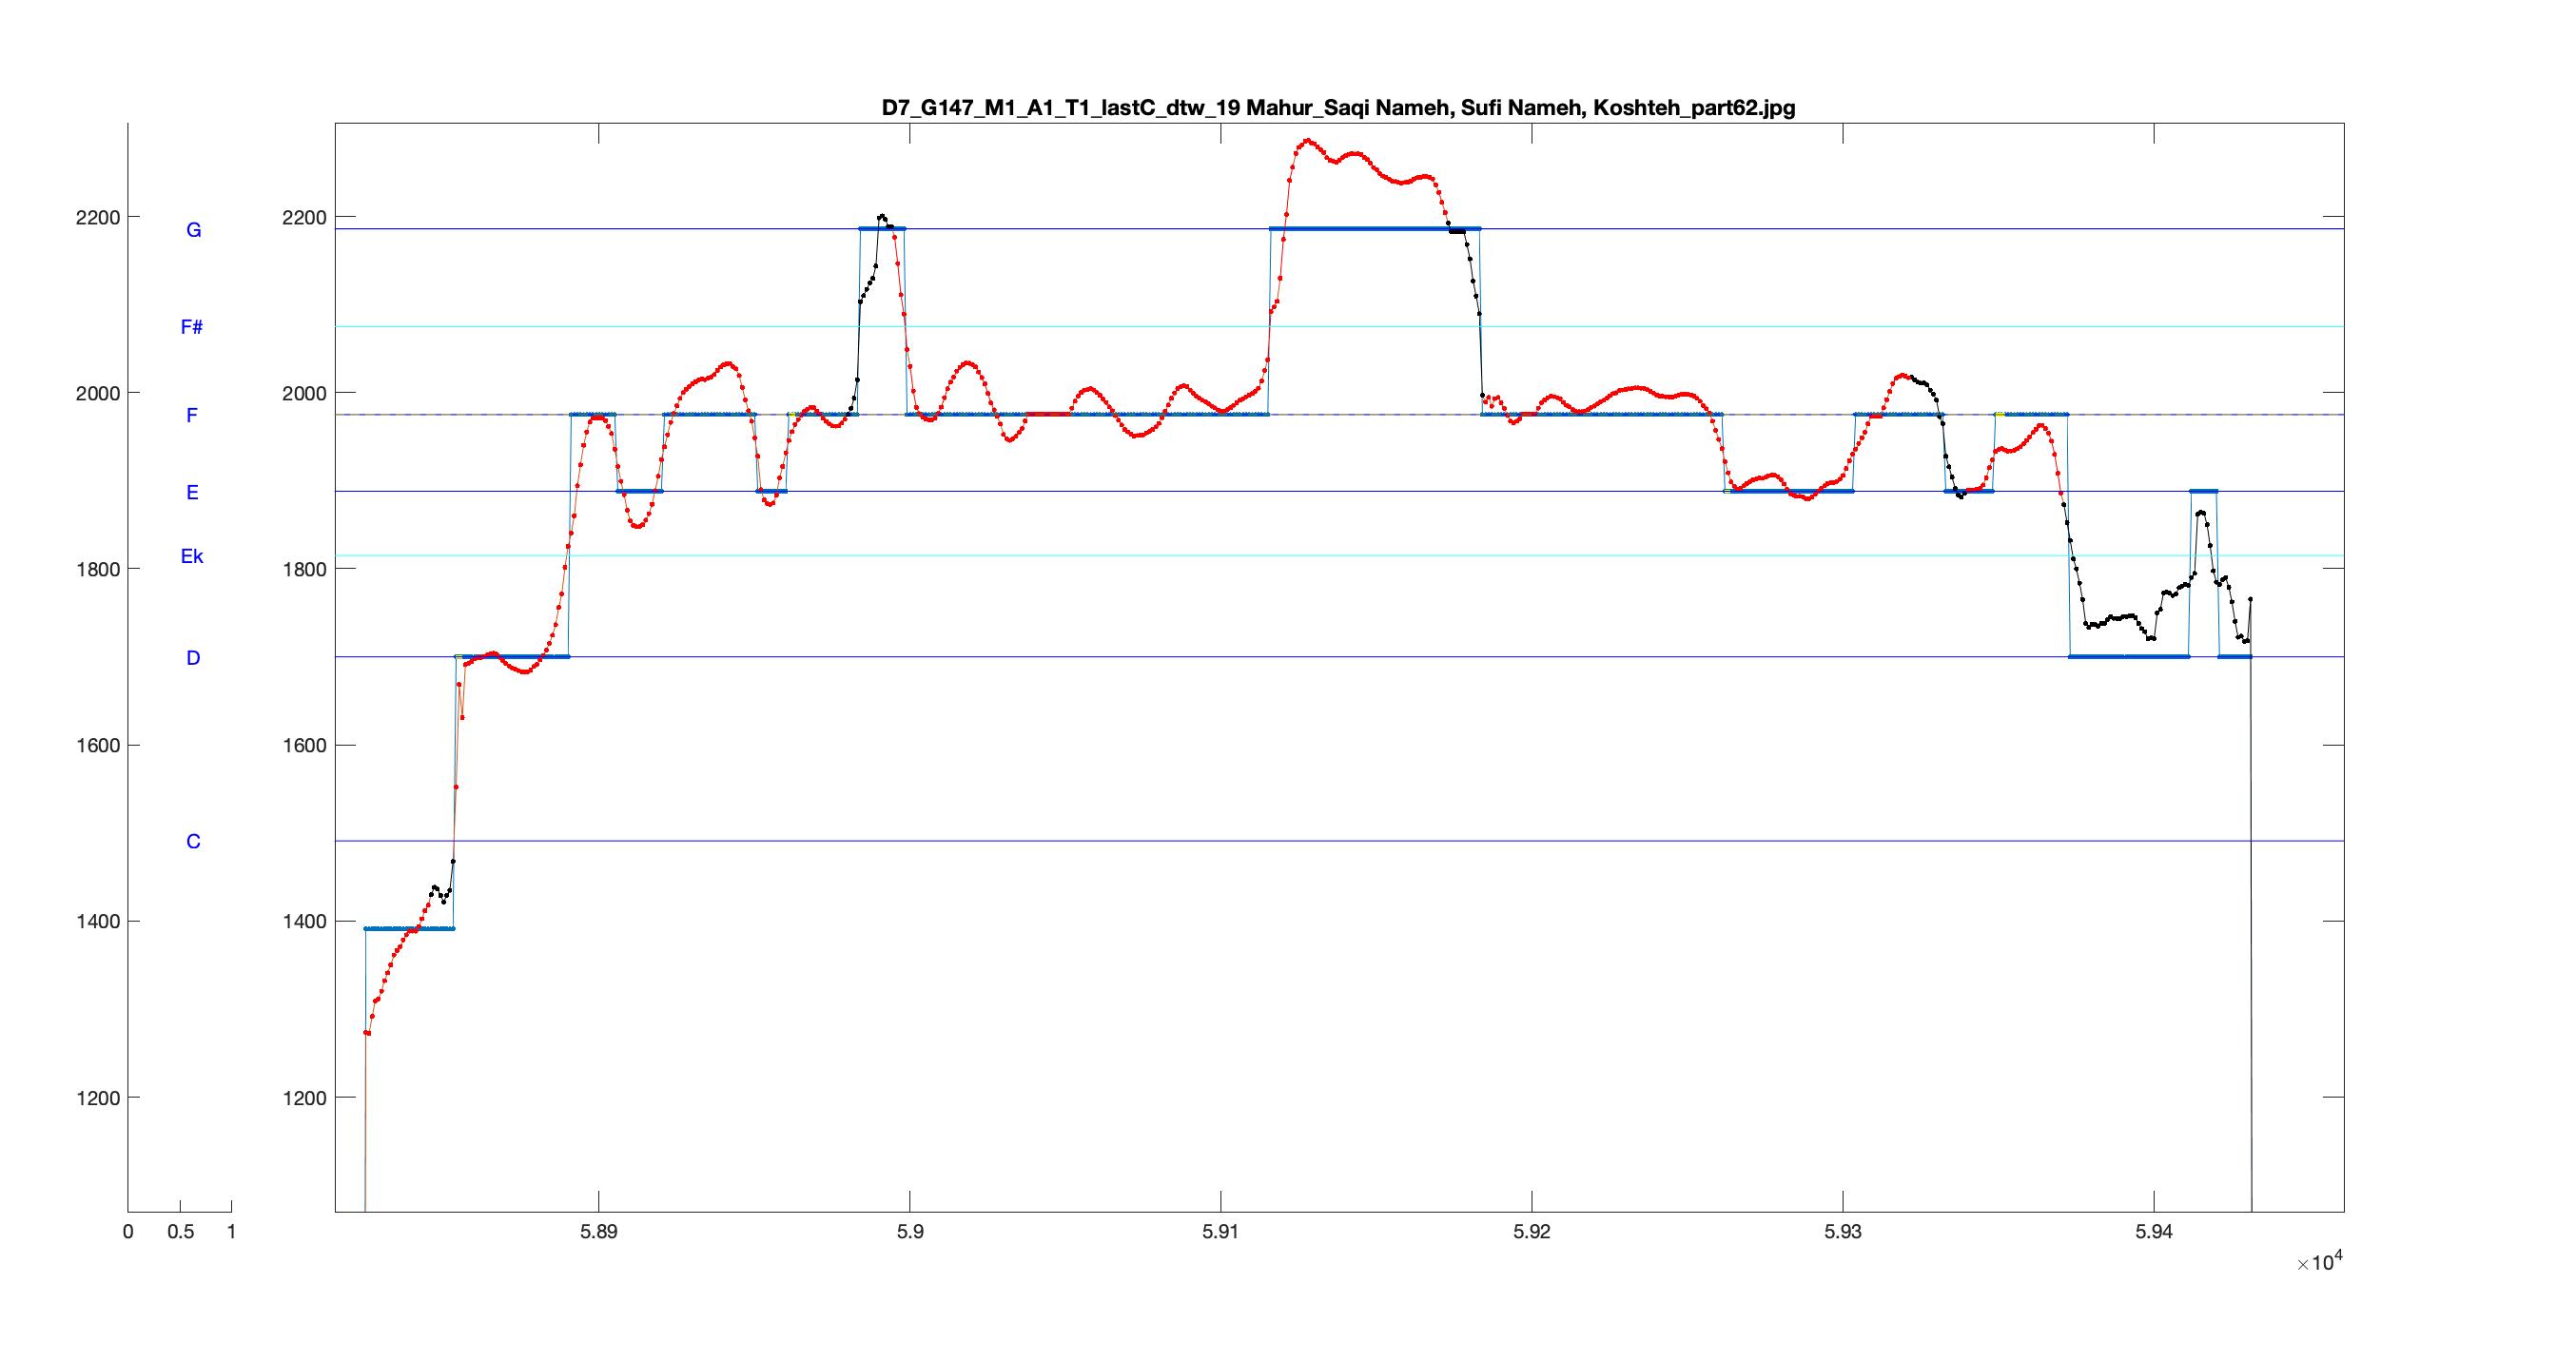 D7_G147_M1_A1_T1_lastC_dtw_19 Mahur_Saqi Nameh, Sufi Nameh, Koshteh_part62.jpg
2200 G 2200
F#
2000 2000
F
E
Ek
1800 1800
D
1600 1600
C
1400 1400
1200 1200
0 0.5 1 5.89 5.9 5.91 5.92 5.93 5.94
×10^4